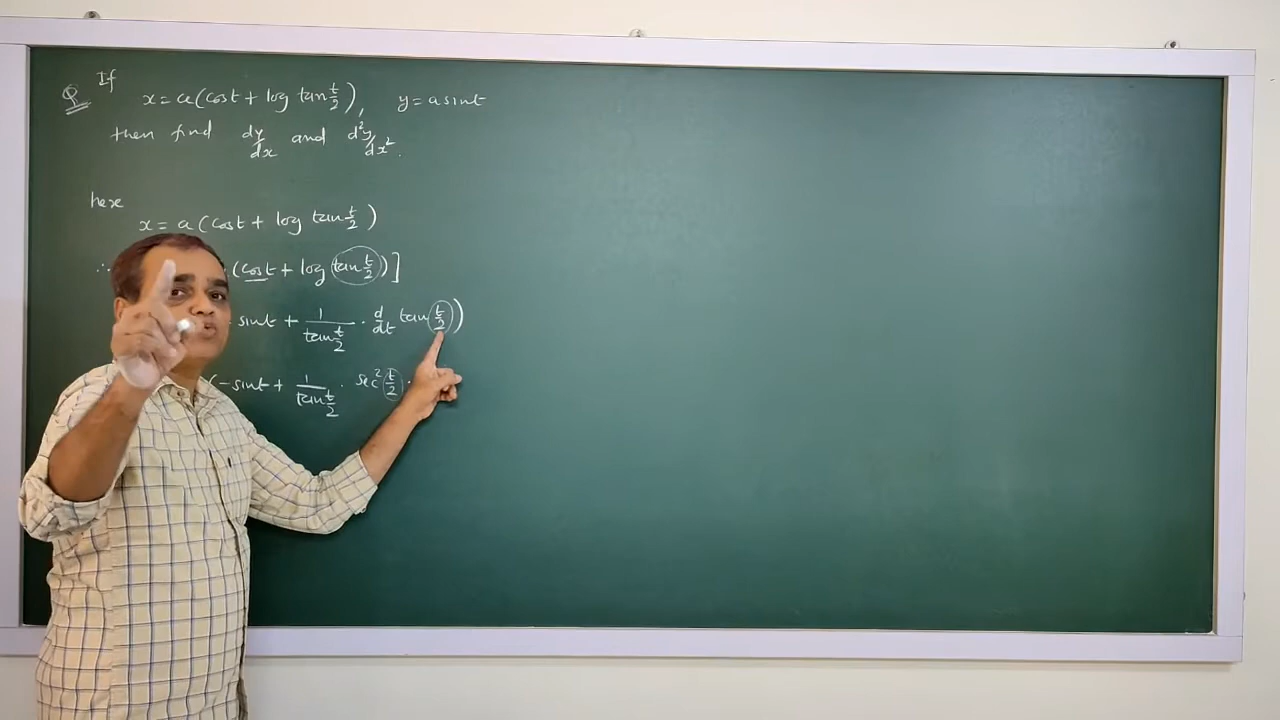 Q If
x = a(cost + log tan t/2), y = a sint
then find dy/dx and d²y/dx².
here
x = a(cost + log tan t/2)
∴ (cost + log tan t/2)]
sint + 1/tan t/2 · d/dt tan(t/2))
(-sint + 1/tan t/2 · sec² t/2 ·